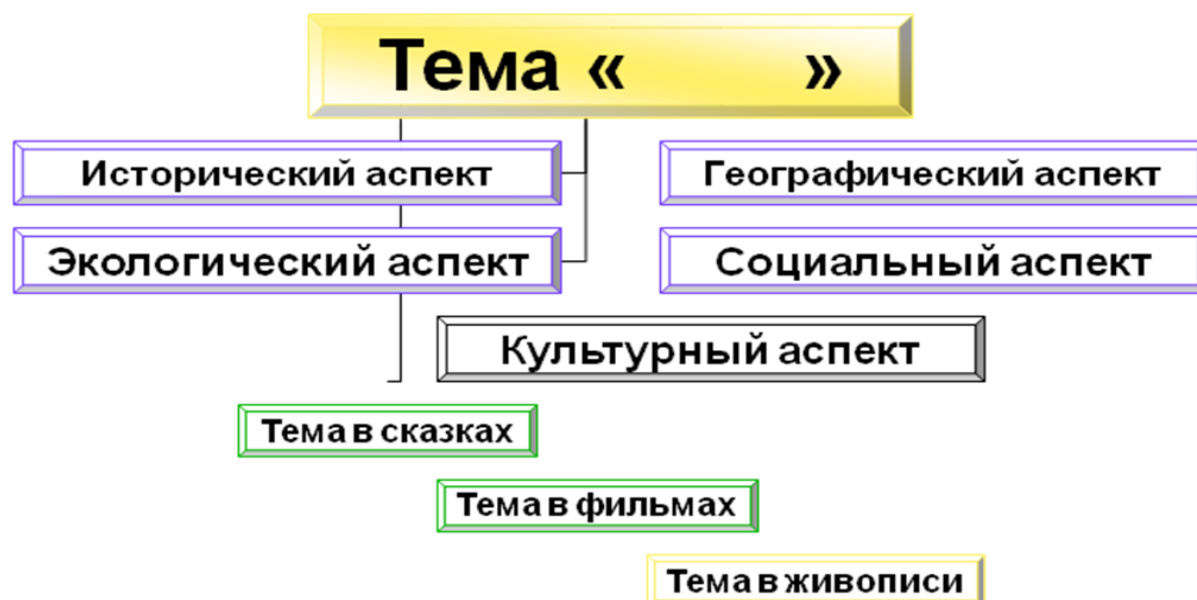 Тема « »
Исторический аспект
Географический аспект
Экологический аспект
Социальный аспект
Культурный аспект
Тема в сказках
Тема в фильмах
Тема в живописи